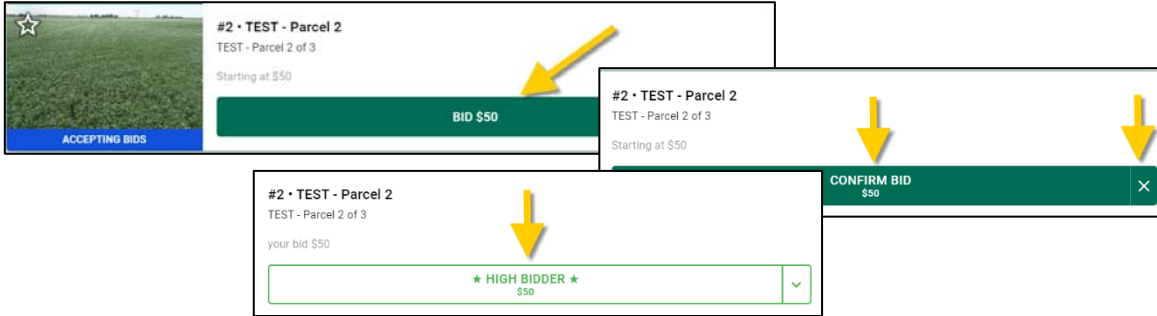 #2 • TEST - Parcel 2
TEST - Parcel 2 of 3
Starting at $50
BID $50
ACCEPTING BIDS
#2 • TEST - Parcel 2
TEST - Parcel 2 of 3
Starting at $50
CONFIRM BID
$50
#2 • TEST - Parcel 2
TEST - Parcel 2 of 3
your bid $50
★ HIGH BIDDER ★
$50